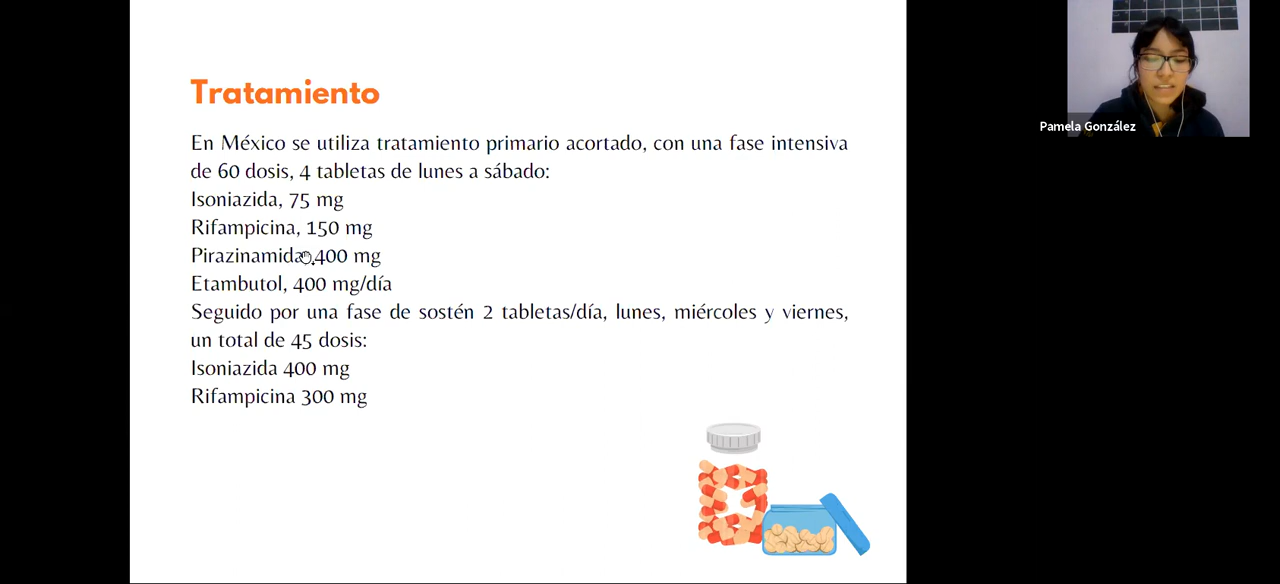 Tratamiento
En México se utiliza tratamiento primario acortado, con una fase intensiva
de 60 dosis, 4 tabletas de lunes a sábado:
Isoniazida, 75 mg
Rifampicina, 150 mg
Pirazinamida, 400 mg
Etambutol, 400 mg/día
Seguido por una fase de sostén 2 tabletas/día, lunes, miércoles y viernes,
un total de 45 dosis:
Isoniazida 400 mg
Rifampicina 300 mg
Pamela González